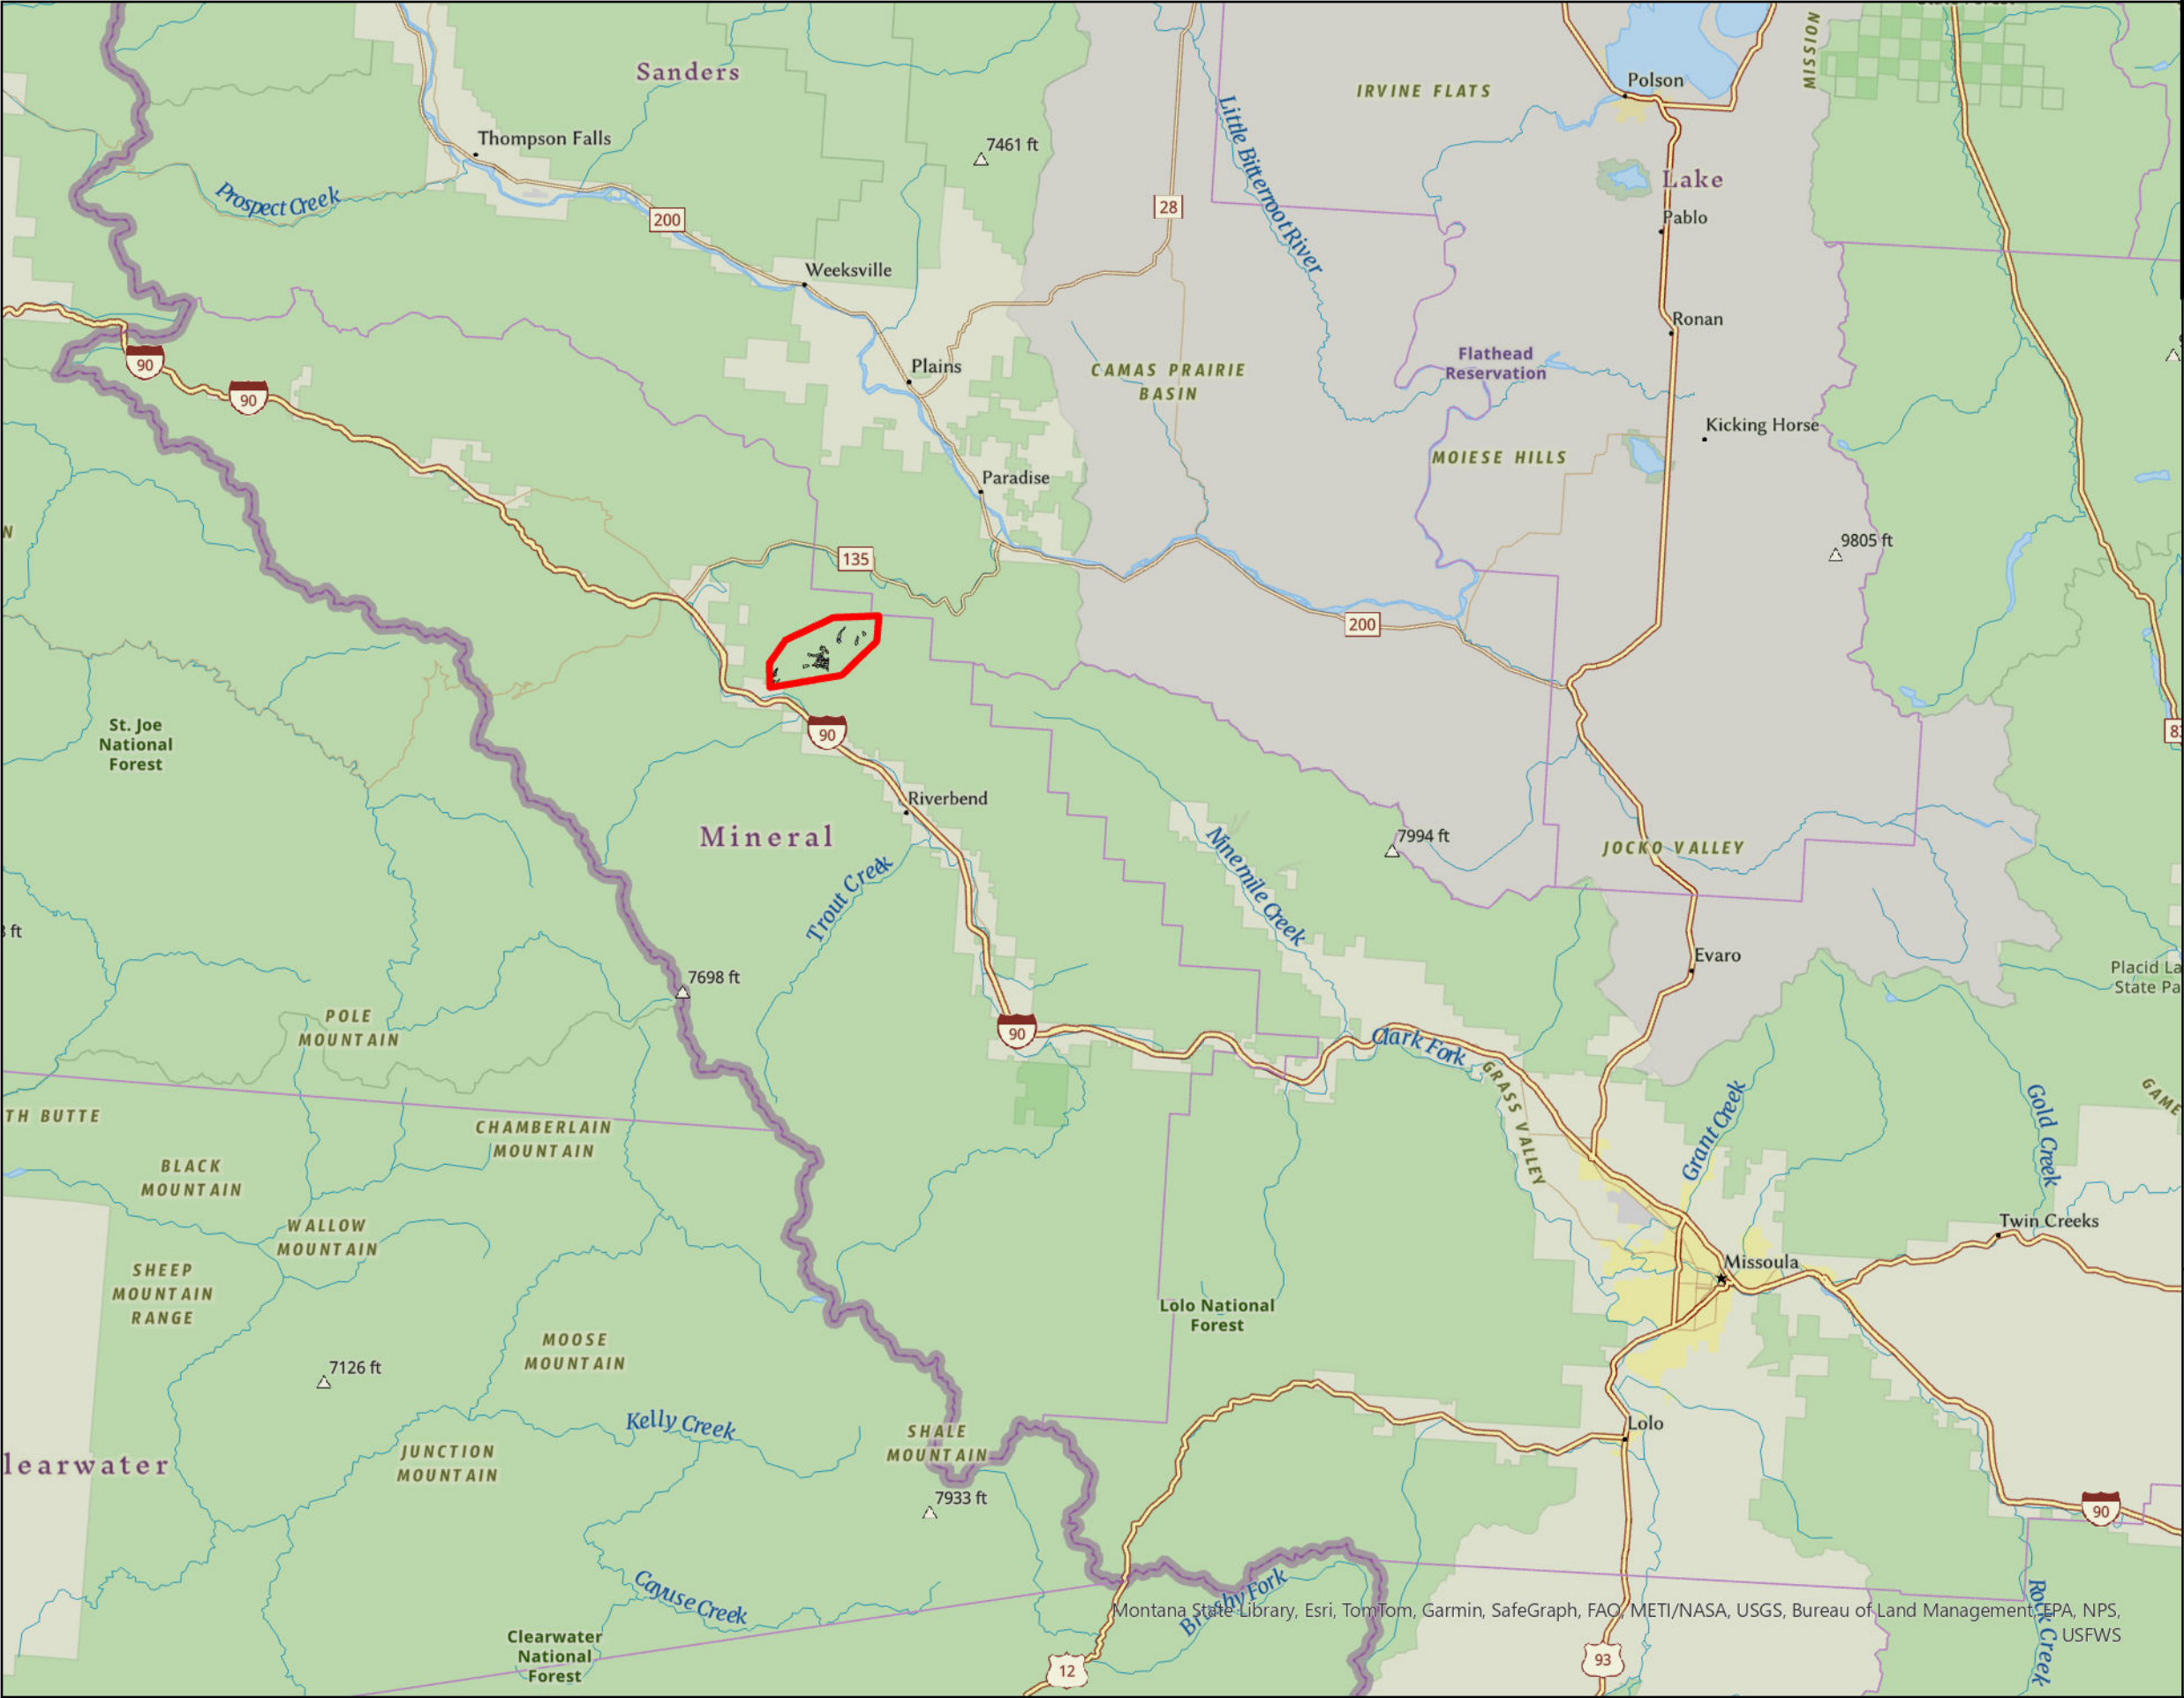 Sanders
MISSION
IRVINE FLATS
Polson
Thompson Falls
7461 ft
Little Bitterroot River
Lake
Prospect Creek
200
28
Pablo
Weeksville
Ronan
90
90
Plains
CAMAS PRAIRIE
BASIN
Flathead
Reservation
Kicking Horse
MOIESE HILLS
Paradise
N
9805 ft
135
200
St. Joe
National
Forest
90
83
Riverbend
Mineral
Trout Creek
Ninemile Creek
7994 ft
JOCKO VALLEY
ft
Evaro
7698 ft
Placid La
State Pa
POLE
MOUNTAIN
90
Clark Fork
GRASS VALLEY
Grant Creek
Gold Creek
GAME
TH BUTTE
CHAMBERLAIN
MOUNTAIN
BLACK
MOUNTAIN
WALLOW
MOUNTAIN
Twin Creeks
SHEEP
MOUNTAIN
RANGE
Missoula
Lolo National
Forest
MOOSE
MOUNTAIN
7126 ft
Kelly Creek
SHALE
MOUNTAIN
Lolo
JUNCTION
MOUNTAIN
learwater
7933 ft
90
Cayuse Creek
Brushy Fork
Rock Creek
Montana State Library, Esri, TomTom, Garmin, SafeGraph, FAO, METI/NASA, USGS, Bureau of Land Management, EPA, NPS,
USFWS
Clearwater
National
Forest
12
93